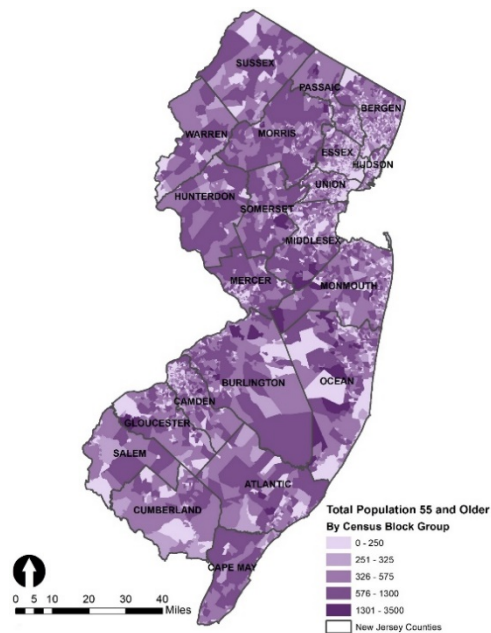 SUSSEX
PASSAIC
BERGEN
WARREN
MORRIS
ESSEX
HUDSON
UNION
HUNTERDON
SOMERSET
MIDDLESEX
MERCER
MONMOUTH
OCEAN
BURLINGTON
CAMDEN
GLOUCESTER
SALEM
ATLANTIC
CUMBERLAND
CAPE MAY
Total Population 55 and Older
By Census Block Group
0 - 250
251 - 325
326 - 575
576 - 1300
1301 - 3500
New Jersey Counties
0 5 10 20 30 40
Miles